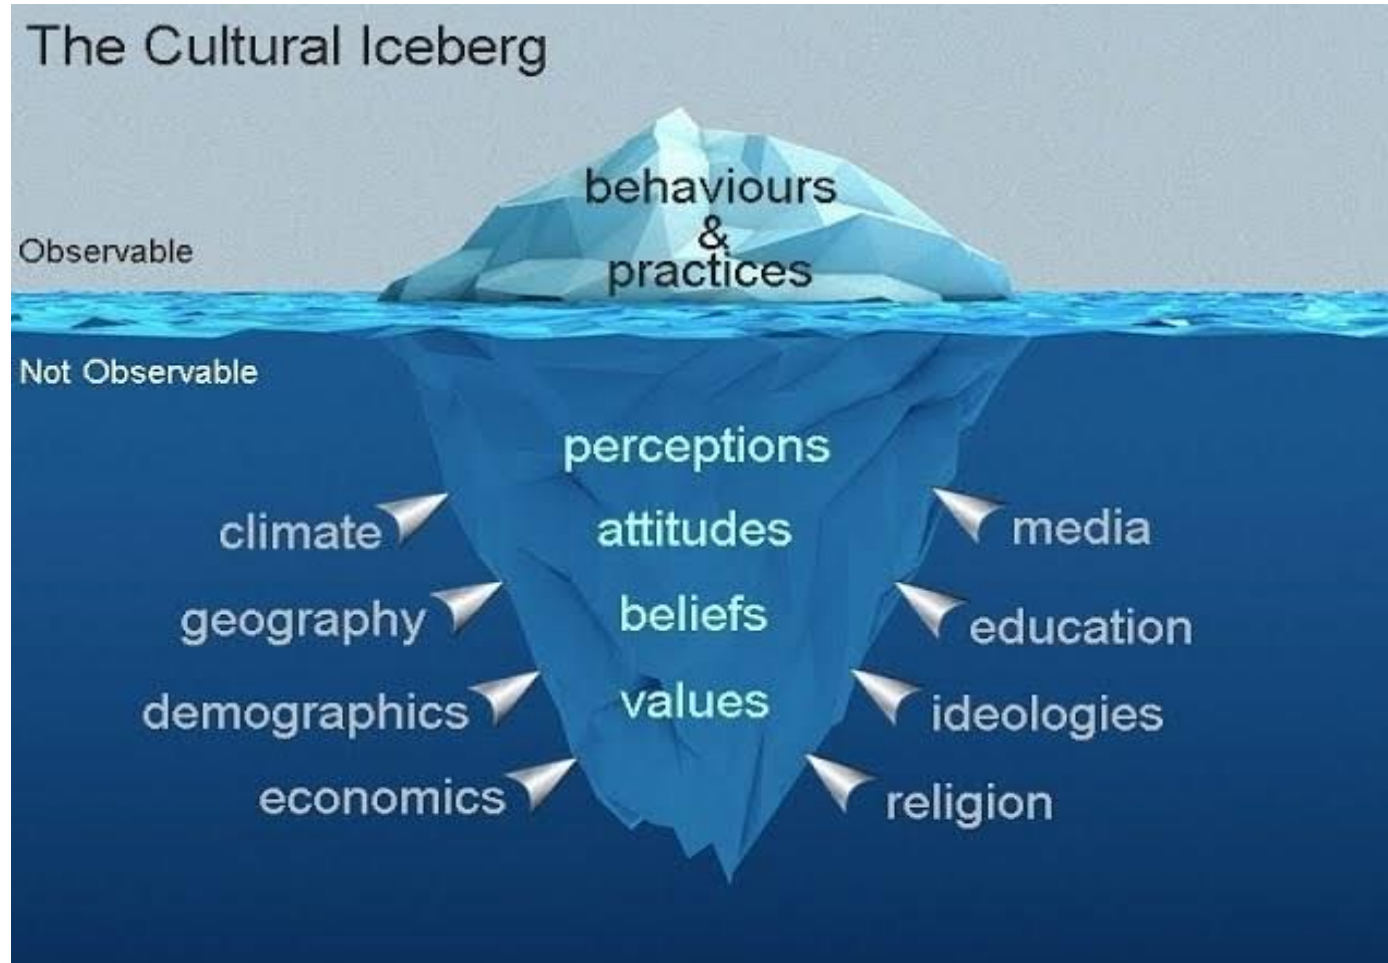 The Cultural Iceberg
behaviours
&
practices
Observable
Not Observable
perceptions
attitudes
beliefs
values
climate
geography
demographics
economics
media
education
ideologies
religion